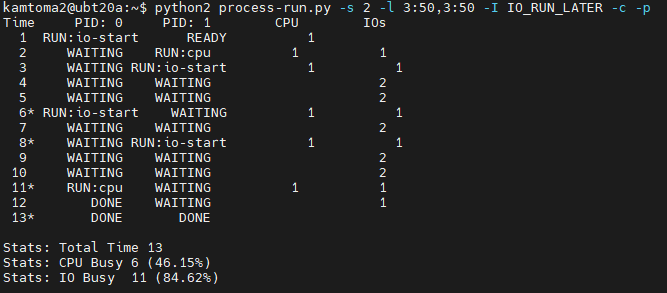 kamtoma2@ubt20a:~$ python2 process-run.py -s 2 -l 3:50,3:50 -I IO_RUN_LATER -c -p
Time PID: 0 PID: 1 CPU IOs
1 RUN:io-start READY 1
2 WAITING RUN:cpu 1 1
3 WAITING RUN:io-start 1 1
4 WAITING WAITING 2
5 WAITING WAITING 2
6* RUN:io-start WAITING 1 1
7 WAITING WAITING 2
8* WAITING RUN:io-start 1 1
9 WAITING WAITING 2
10 WAITING WAITING 2
11* RUN:cpu WAITING 1 1
12 DONE WAITING 1
13* DONE DONE
Stats: Total Time 13
Stats: CPU Busy 6 (46.15%)
Stats: IO Busy 11 (84.62%)